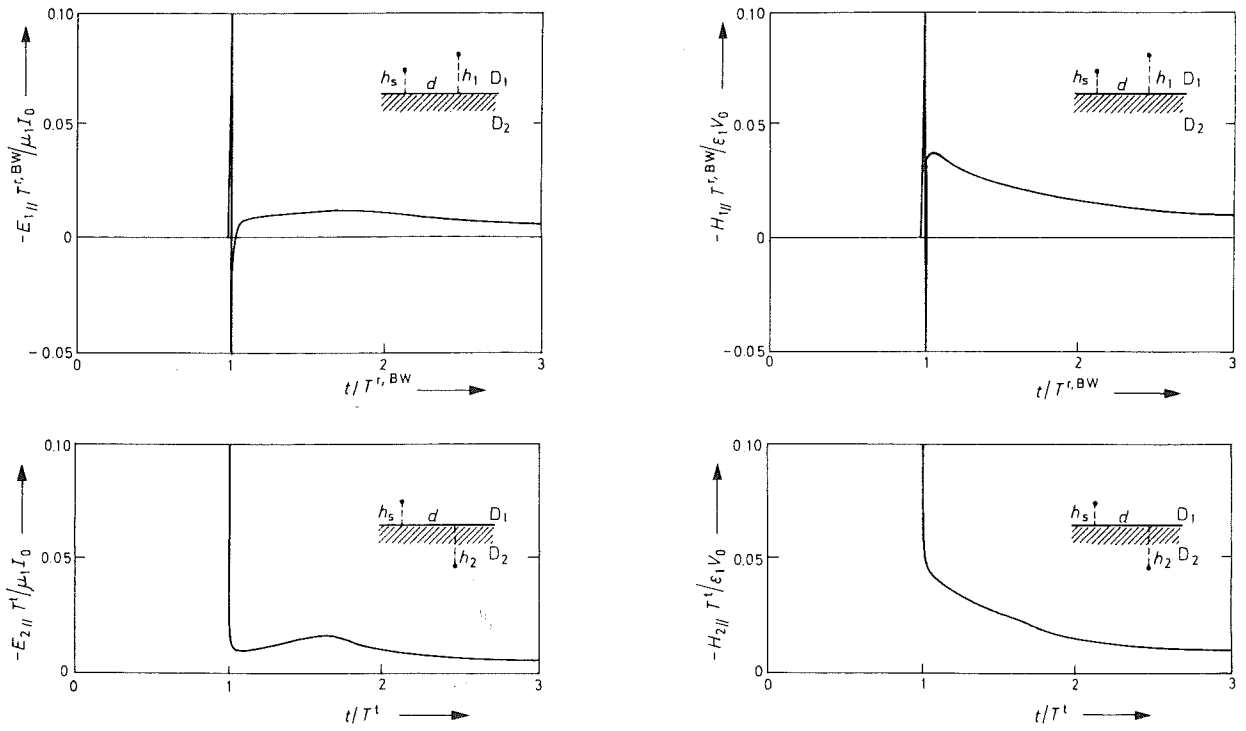 0.10
0.05
0
−0.05
−E₁// Tʳ,ᴮᵂ/μ₁I₀
hₛ d h₁ D₁
D₂
0 1 2 3
t/Tʳ,ᴮᵂ
0.10
0.05
0
−0.05
−H₁// Tʳ,ᴮᵂ/ε₁V₀
hₛ d h₁ D₁
D₂
0 1 2 3
t/Tʳ,ᴮᵂ
0.10
0.05
0
−E₂// Tᵗ/μ₁I₀
hₛ d D₁
D₂
h₂
0 1 2 3
t/Tᵗ
0.10
0.05
0
−H₂// Tᵗ/ε₁V₀
hₛ d D₁
D₂
h₂
0 1 2 3
t/Tᵗ